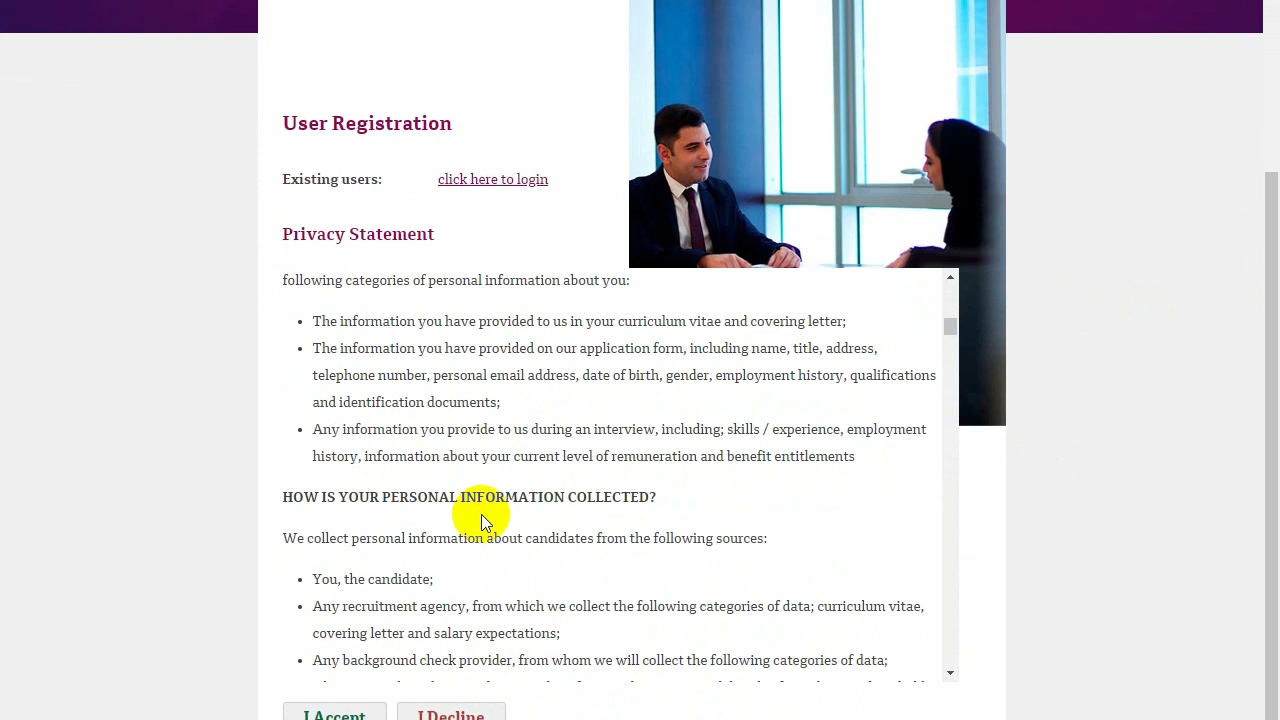 User Registration
Existing users: click here to login
Privacy Statement
following categories of personal information about you:
• The information you have provided to us in your curriculum vitae and covering letter;
• The information you have provided on our application form, including name, title, address,
telephone number, personal email address, date of birth, gender, employment history, qualifications
and identification documents;
• Any information you provide to us during an interview, including; skills / experience, employment
history, information about your current level of remuneration and benefit entitlements
HOW IS YOUR PERSONAL INFORMATION COLLECTED?
We collect personal information about candidates from the following sources:
• You, the candidate;
• Any recruitment agency, from which we collect the following categories of data; curriculum vitae,
covering letter and salary expectations;
• Any background check provider, from whom we will collect the following categories of data;
I Accept I Decline